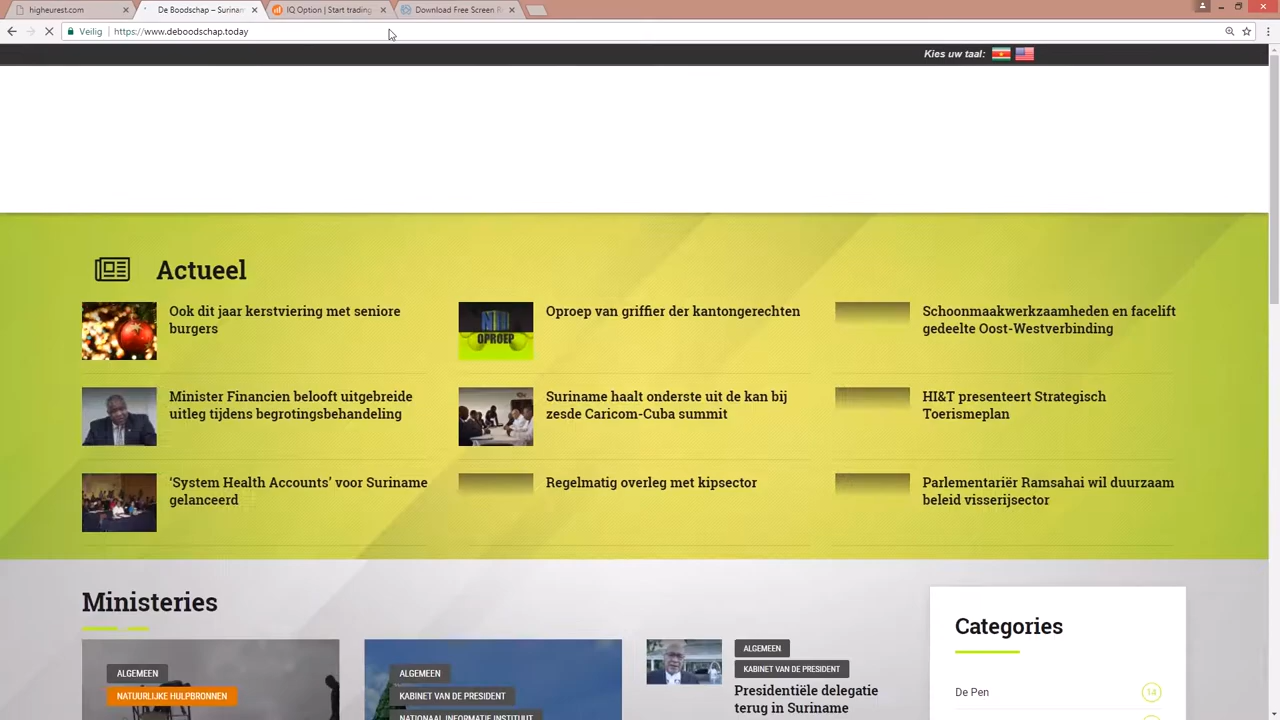 higheurest.com
De Boodschap – Surinam
IQ Option | Start trading
Download Free Screen R
Veilig
https://www.deboodschap.today
Kies uw taal:
Actueel
Ook dit jaar kerstviering met seniore
burgers
OPROEP
Oproep van griffier der kantongerechten
Schoonmaakwerkzaamheden en facelift
gedeelte Oost-Westverbinding
Minister Financien belooft uitgebreide
uitleg tijdens begrotingsbehandeling
Suriname haalt onderste uit de kan bij
zesde Caricom-Cuba summit
HI&T presenteert Strategisch
Toerismeplan
‘System Health Accounts’ voor Suriname
gelanceerd
Regelmatig overleg met kipsector
Parlementariër Ramsahai wil duurzaam
beleid visserijsector
Ministeries
ALGEMEEN
NATUURLIJKE HULPBRONNEN
ALGEMEEN
KABINET VAN DE PRESIDENT
NATIONAAL INFORMATIE INSTITUUT
ALGEMEEN
KABINET VAN DE PRESIDENT
Presidentiële delegatie
terug in Suriname
Categories
De Pen
14